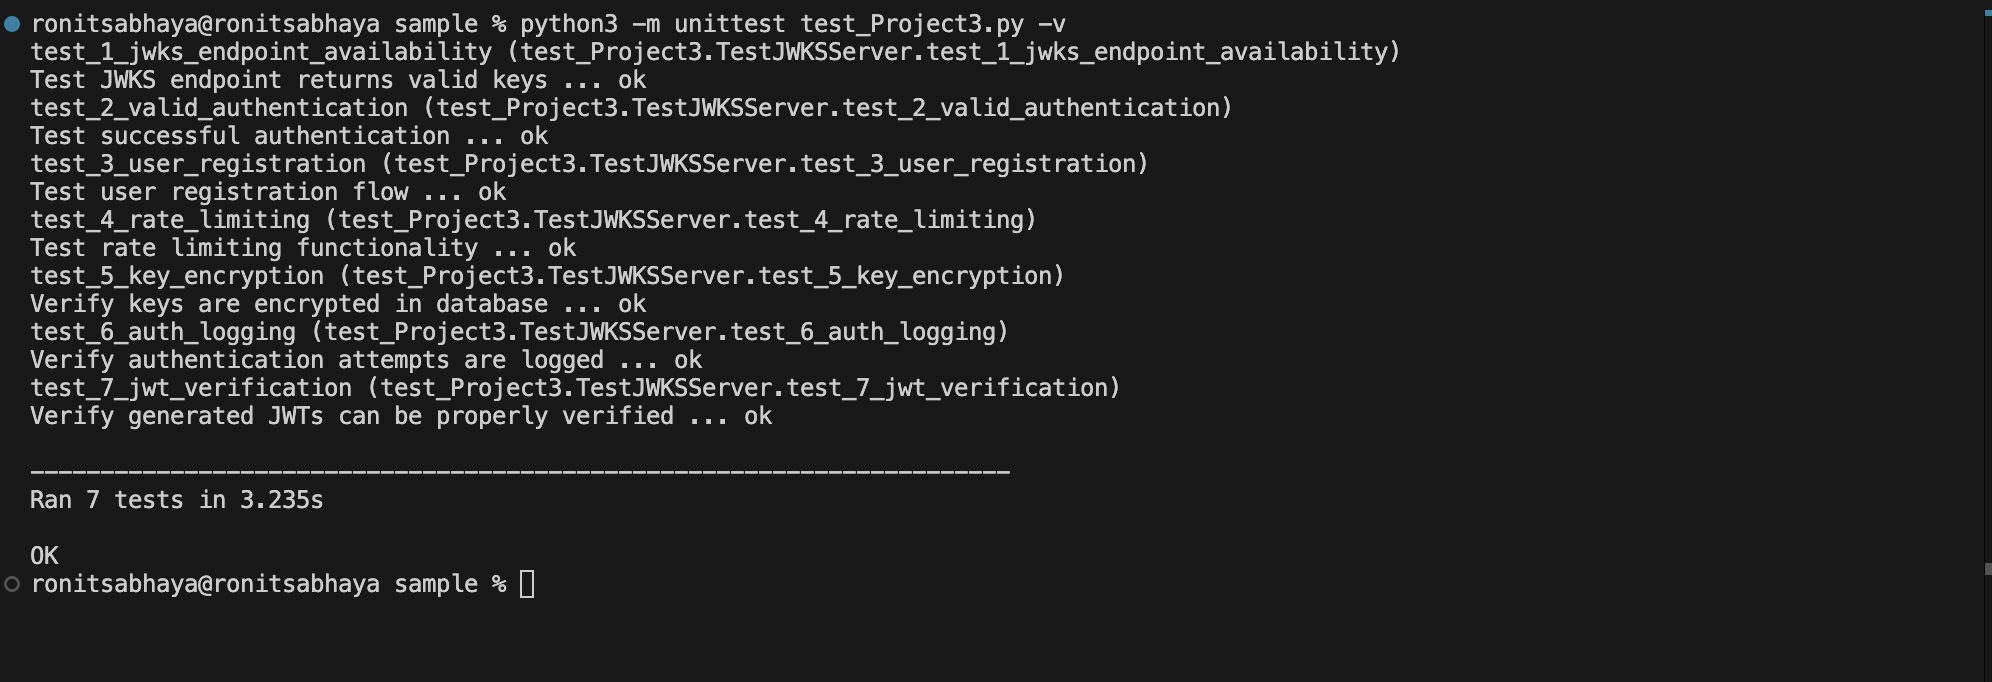 ronitsabhaya@ronitsabhaya sample % python3 -m unittest test_Project3.py -v
test_1_jwks_endpoint_availability (test_Project3.TestJWKSServer.test_1_jwks_endpoint_availability)
Test JWKS endpoint returns valid keys ... ok
test_2_valid_authentication (test_Project3.TestJWKSServer.test_2_valid_authentication)
Test successful authentication ... ok
test_3_user_registration (test_Project3.TestJWKSServer.test_3_user_registration)
Test user registration flow ... ok
test_4_rate_limiting (test_Project3.TestJWKSServer.test_4_rate_limiting)
Test rate limiting functionality ... ok
test_5_key_encryption (test_Project3.TestJWKSServer.test_5_key_encryption)
Verify keys are encrypted in database ... ok
test_6_auth_logging (test_Project3.TestJWKSServer.test_6_auth_logging)
Verify authentication attempts are logged ... ok
test_7_jwt_verification (test_Project3.TestJWKSServer.test_7_jwt_verification)
Verify generated JWTs can be properly verified ... ok
----------------------------------------------------------------------
Ran 7 tests in 3.235s
OK
ronitsabhaya@ronitsabhaya sample %